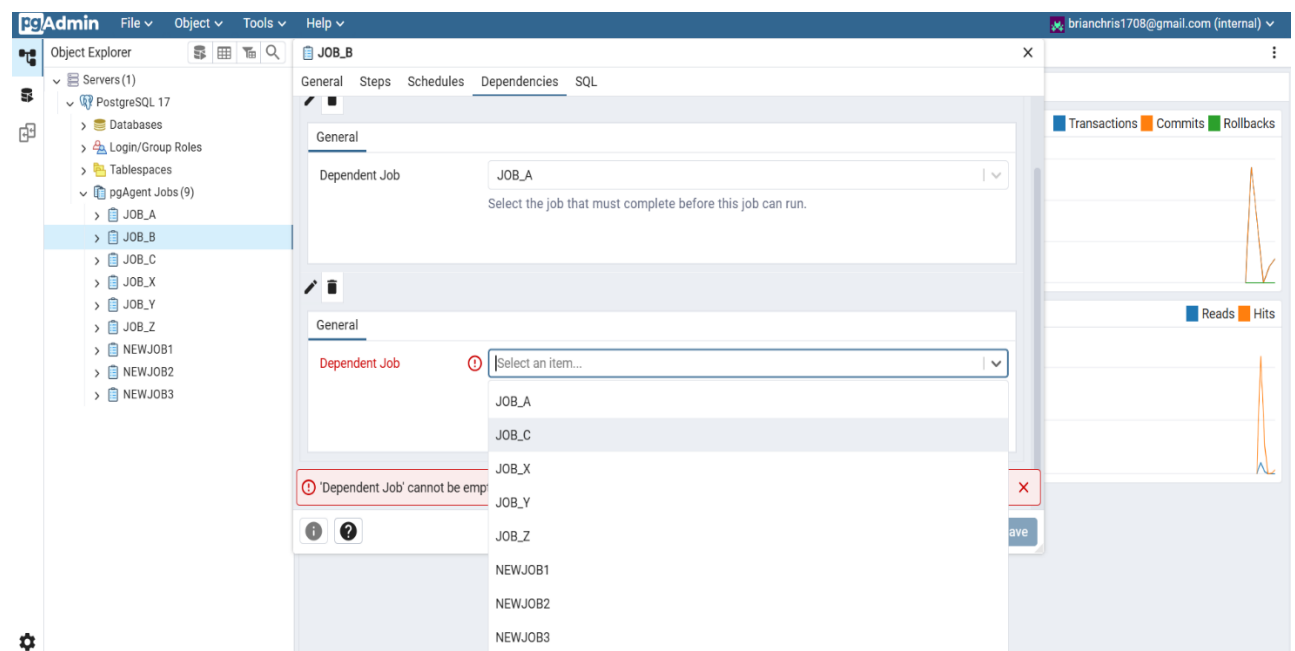 pgAdmin File Object Tools Help brianchris1708@gmail.com (internal)
Object Explorer
Servers (1)
PostgreSQL 17
Databases
Login/Group Roles
Tablespaces
pgAgent Jobs (9)
JOB_A
JOB_B
JOB_C
JOB_X
JOB_Y
JOB_Z
NEWJOB1
NEWJOB2
NEWJOB3
JOB_B
General Steps Schedules Dependencies SQL
General
Dependent Job JOB_A
Select the job that must complete before this job can run.
General
Dependent Job Select an item...
JOB_A
JOB_C
JOB_X
JOB_Y
JOB_Z
NEWJOB1
NEWJOB2
NEWJOB3
'Dependent Job' cannot be
Transactions Commits Rollbacks
Reads Hits